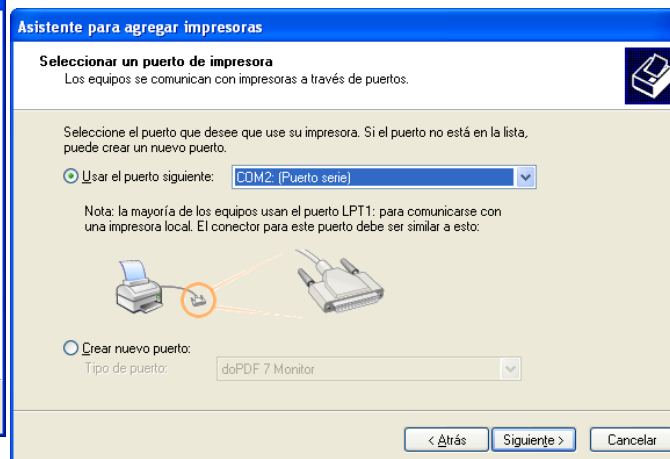 Asistente para agregar impresoras
Seleccionar un puerto de impresora
Los equipos se comunican con impresoras a través de puertos.
Seleccione el puerto que desee que use su impresora. Si el puerto no está en la lista,
puede crear un nuevo puerto.
Usar el puerto siguiente: COM2: (Puerto serie)
Nota: la mayoría de los equipos usan el puerto LPT1: para comunicarse con
una impresora local. El conector para este puerto debe ser similar a esto:
Crear nuevo puerto:
Tipo de puerto: doPDF 7 Monitor
< Atrás Siguiente > Cancelar